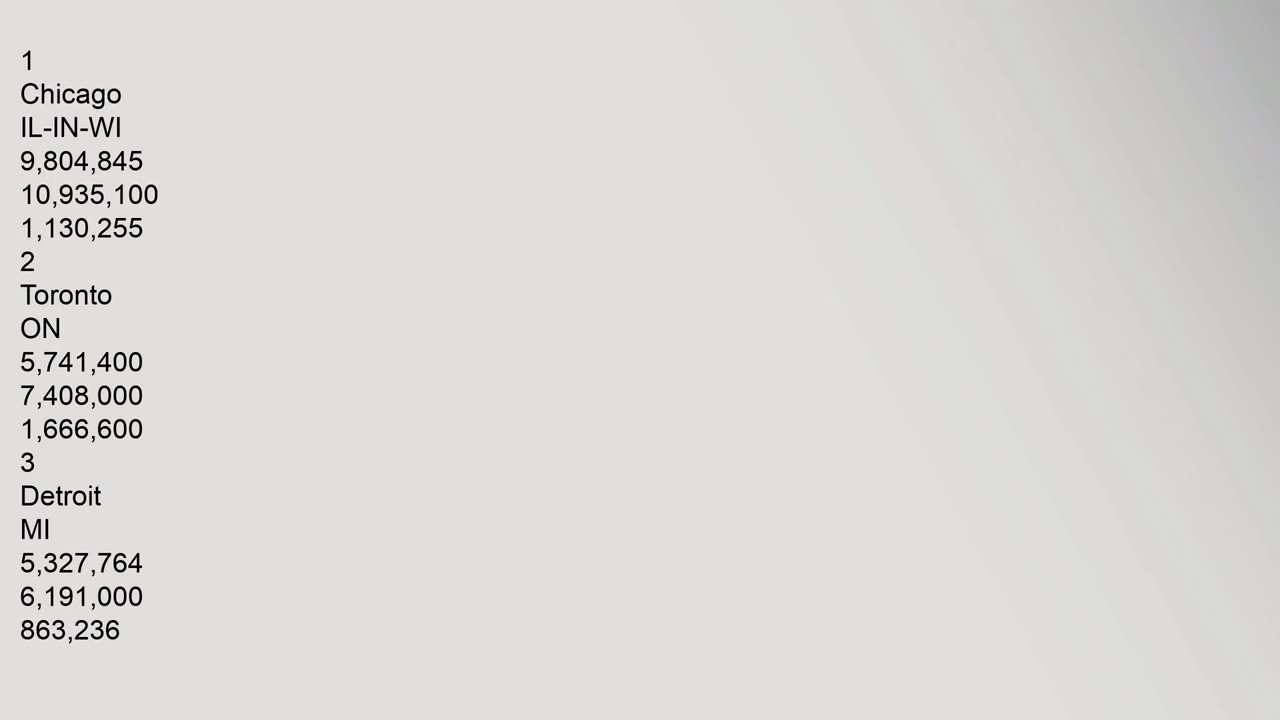 1
Chicago
IL-IN-WI
9,804,845
10,935,100
1,130,255
2
Toronto
ON
5,741,400
7,408,000
1,666,600
3
Detroit
MI
5,327,764
6,191,000
863,236